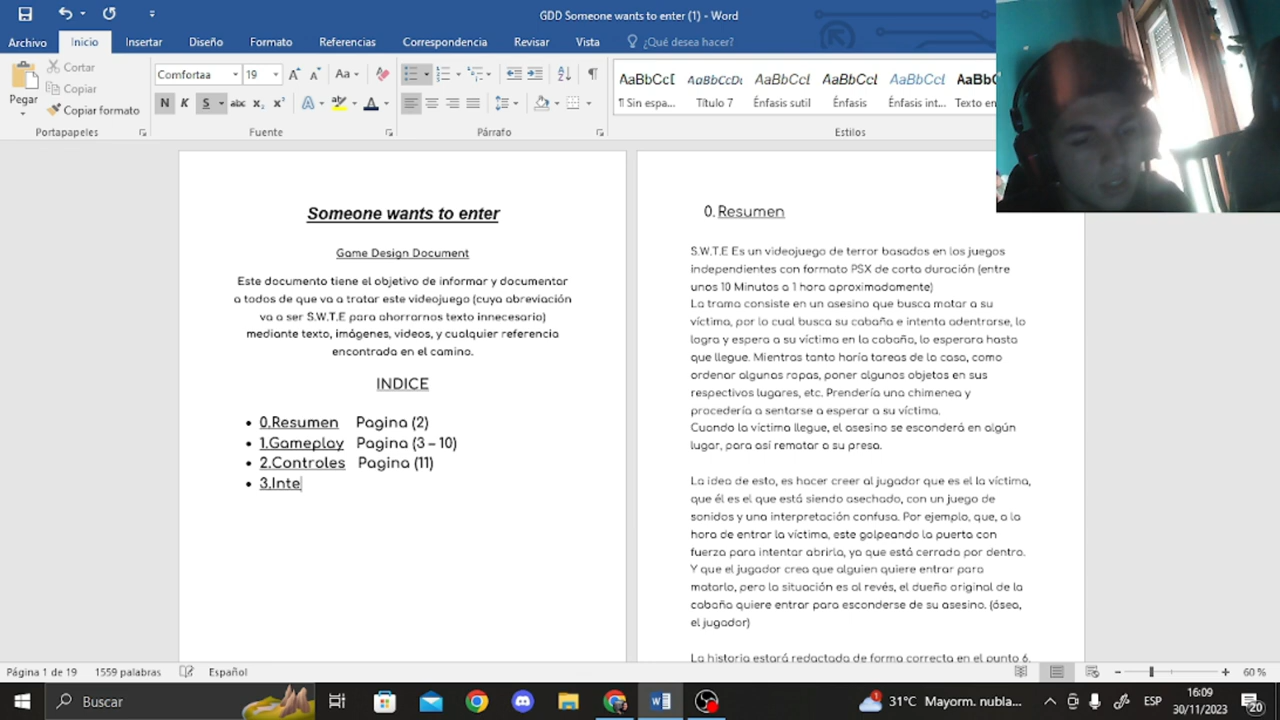 GDD Someone wants to enter (1) - Word
Archivo Inicio Insertar Diseño Formato Referencias Correspondencia Revisar Vista ¿Qué desea hacer?
Pegar
Cortar
Copiar
Copiar formato
Portapapeles
Comfortaa 19 Aa
N K S abc x₂ x²
Fuente
Párrafo
AaBbCcD AaBbCcDt AaBbCcl AaBbCcl AaBbCcl AaBbC
¶ Sin espa... Título 7 Énfasis sutil Énfasis Énfasis int... Texto en
Estilos
Someone wants to enter
Game Design Document
Este documento tiene el objetivo de informar y documentar
a todos de que va a tratar este videojuego (cuya abreviación
va a ser S.W.T.E para ahorrarnos texto innecesario)
mediante texto, imágenes, videos, y cualquier referencia
encontrada en el camino.
INDICE
• 0.Resumen Pagina (2)
• 1.Gameplay Pagina (3 – 10)
• 2.Controles Pagina (11)
• 3.Inte
0. Resumen
S.W.T.E Es un videojuego de terror basados en los juegos
independientes con formato PSX de corta duración (entre
unos 10 Minutos a 1 hora aproximadamente)
La trama consiste en un asesino que busca matar a su
víctima, por lo cual busca su cabaña e intenta adentrarse, lo
logra y espera a su víctima en la cabaña, lo esperara hasta
que llegue. Mientras tanto haría tareas de la casa, como
ordenar algunas ropas, poner algunos objetos en sus
respectivos lugares, etc. Prendería una chimenea y
procedería a sentarse a esperar a su víctima.
Cuando la víctima llegue, el asesino se esconderá en algún
lugar, para así rematar a su presa.
La idea de esto, es hacer creer al jugador que es el la víctima,
que él es el que está siendo asechado, con un juego de
sonidos y una interpretación confusa. Por ejemplo, que, a la
hora de entrar la víctima, este golpeando la puerta con
fuerza para intentar abrirla, ya que está cerrada por dentro.
Y que el jugador crea que alguien quiere entrar para
matarlo, pero la situación es al revés, el dueño original de la
cabaña quiere entrar para esconderse de su asesino. (ósea,
el jugador)
La historia estará redactada de forma correcta en el punto 6.
Página 1 de 19 1559 palabras Español 60 %
Buscar
31°C Mayorm. nubla... ESP 16:09
30/11/2023 20